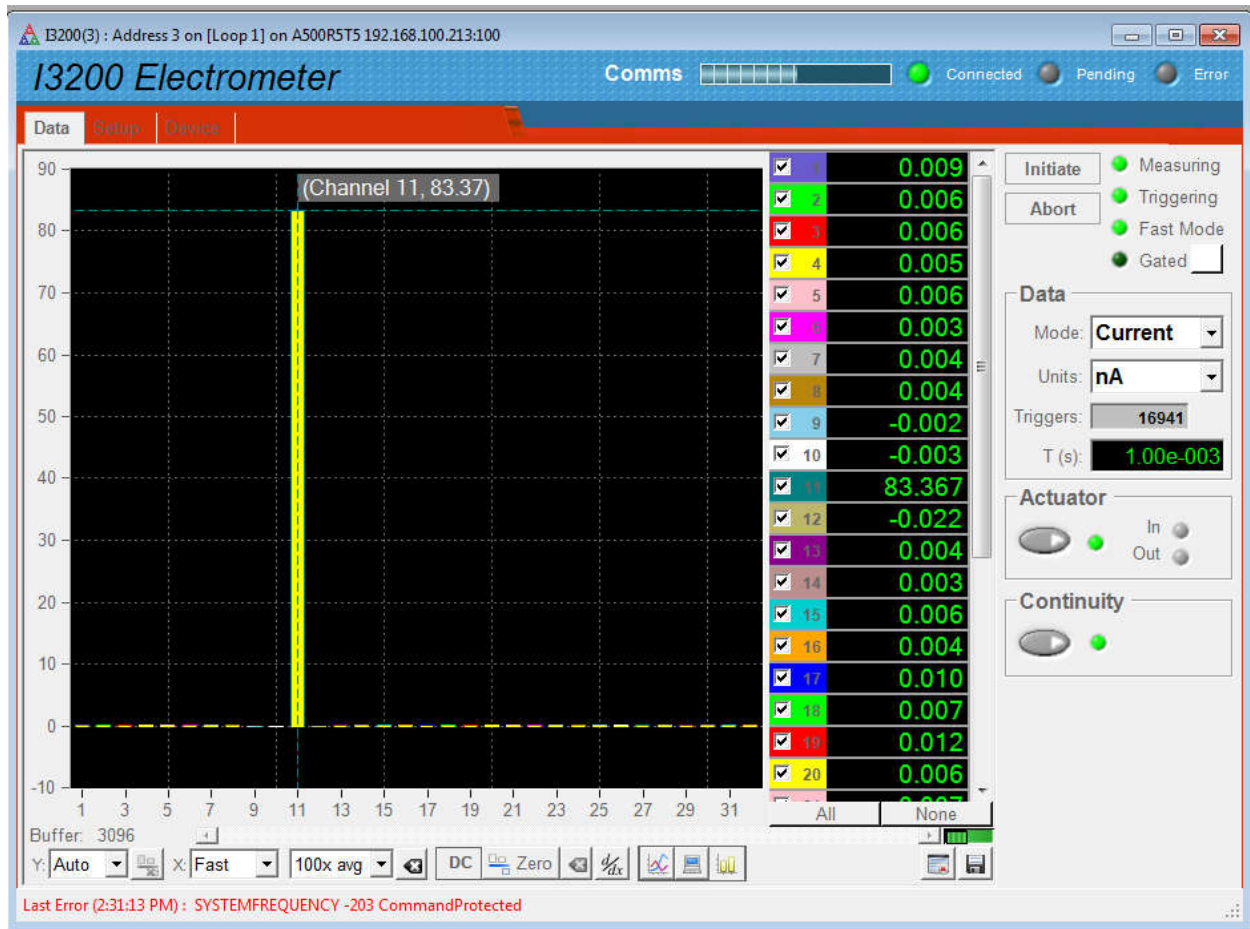 I3200(3) : Address 3 on [Loop 1] on A500R5T5 192.168.100.213:100
I3200 Electrometer
Comms
Connected
Pending
Error
Data
Setup
Device
90
80
70
60
50
40
30
20
10
0
-10
(Channel 11, 83.37)
1 3 5 7 9 11 13 15 17 19 21 23 25 27 29 31
1 0.009
2 0.006
3 0.006
4 0.005
5 0.006
6 0.003
7 0.004
8 0.004
9 -0.002
10 -0.003
11 83.367
12 -0.022
13 0.004
14 0.003
15 0.006
16 0.004
17 0.010
18 0.007
19 0.012
20 0.006
All
None
Initiate
Abort
Measuring
Triggering
Fast Mode
Gated
Data
Mode: Current
Units: nA
Triggers: 16941
T (s): 1.00e-003
Actuator
In
Out
Continuity
Buffer: 3096
Y: Auto X: Fast 100x avg DC Zero d/dx
Last Error (2:31:13 PM) : SYSTEMFREQUENCY -203 CommandProtected